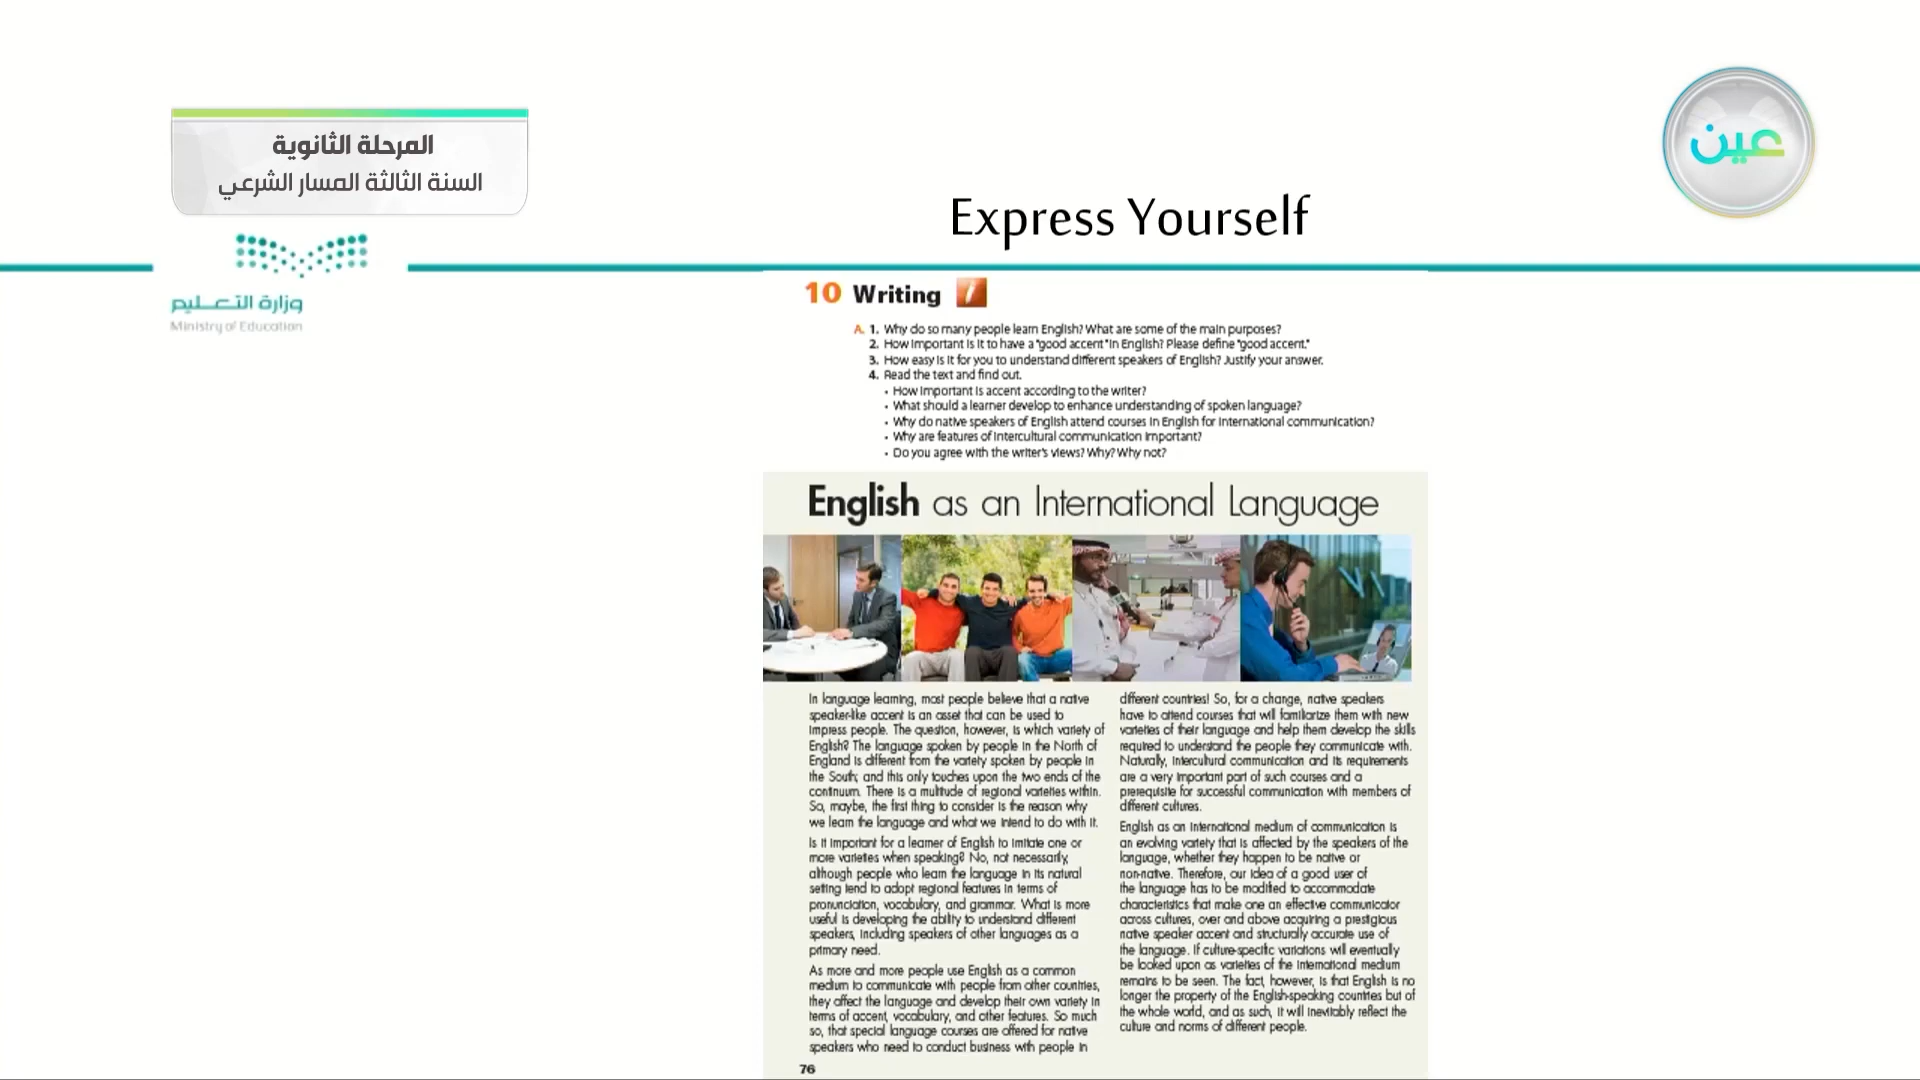 المرحلة الثانوية
السنة الثالثة المسار الشرعي
عين
Express Yourself
وزارة التعليم
Ministry of Education
10 Writing
A. 1. Why do so many people learn English? What are some of the main purposes?
2. How important is it to have a "good accent" in English? Please define "good accent."
3. How easy is it for you to understand different speakers of English? Justify your answer.
4. Read the text and find out.
• How important is accent according to the writer?
• What should a learner develop to enhance understanding of spoken language?
• Why do native speakers of English attend courses in English for international communication?
• Why are features of intercultural communication important?
• Do you agree with the writer's views? Why? Why not?
English as an International Language
In language learning, most people believe that a native
speaker-like accent is an asset that can be used to
impress people. The question, however, is which variety of
English? The language spoken by people in the North of
England is different from the variety spoken by people in
the South; and this only touches upon the two ends of the
continuum. There is a multitude of regional varieties within.
So, maybe, the first thing to consider is the reason why
we learn the language and what we intend to do with it.
Is it important for a learner of English to imitate one or
more varieties when speaking? No, not necessarily,
although people who learn the language in its natural
setting tend to adopt regional features in terms of
pronunciation, vocabulary, and grammar. What is more
useful is developing the ability to understand different
speakers, including speakers of other languages as a
primary need.
As more and more people use English as a common
medium to communicate with people from other countries,
they affect the language and develop their own variety in
terms of accent, vocabulary, and other features. So much
so, that special language courses are offered for native
speakers who need to conduct business with people in
different countries! So, for a change, native speakers
have to attend courses that will familiarize them with new
varieties of their language and help them develop the skills
required to understand the people they communicate with.
Naturally, intercultural communication and its requirements
are a very important part of such courses and a
prerequisite for successful communication with members of
different cultures.
English as an international medium of communication is
an evolving variety that is affected by the speakers of the
language, whether they happen to be native or
non-native. Therefore, our idea of a good user of
the language has to be modified to accommodate
characteristics that make one an effective communicator
across cultures, over and above acquiring a prestigious
native speaker accent and structurally accurate use of
the language. If culture-specific variations will eventually
be looked upon as varieties of the international medium
remains to be seen. The fact, however, is that English is no
longer the property of the English-speaking countries but of
the whole world, and as such, it will inevitably reflect the
culture and norms of different people.
76